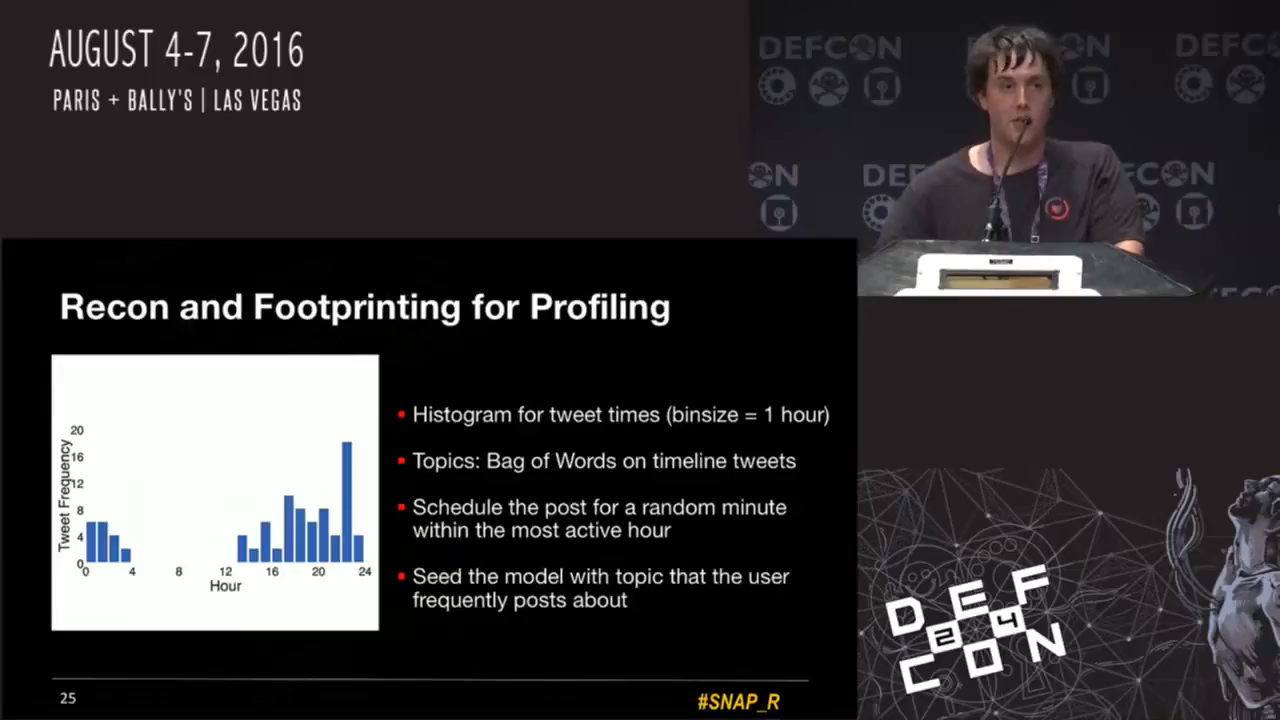 AUGUST 4-7, 2016
PARIS + BALLY'S | LAS VEGAS
DEFCON
DEFCON
DEFC
CON
DEF
FCON
Recon and Footprinting for Profiling
20
16
12
8
4
0
Tweet Frequency
0 4 8 12 16 20 24
Hour
Histogram for tweet times (binsize = 1 hour)
Topics: Bag of Words on timeline tweets
Schedule the post for a random minute
within the most active hour
Seed the model with topic that the user
frequently posts about
25
#SNAP_R
DEF
24
CON